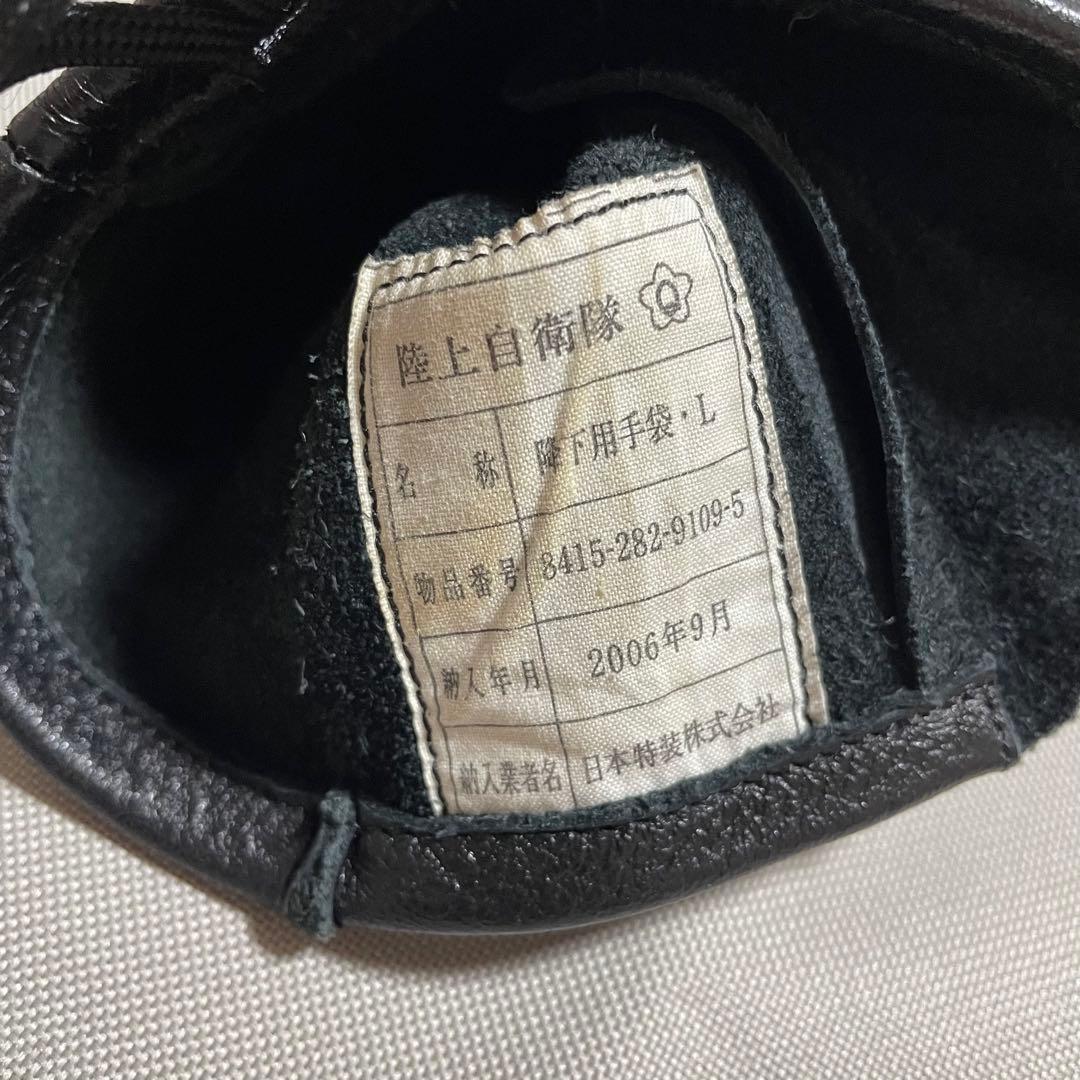 陸上自衛隊 Q
名 称 降下用手袋・L
物品番号 8415-282-9109-5
納入年月 2006年9月
納入業者名 日本特装株式会社